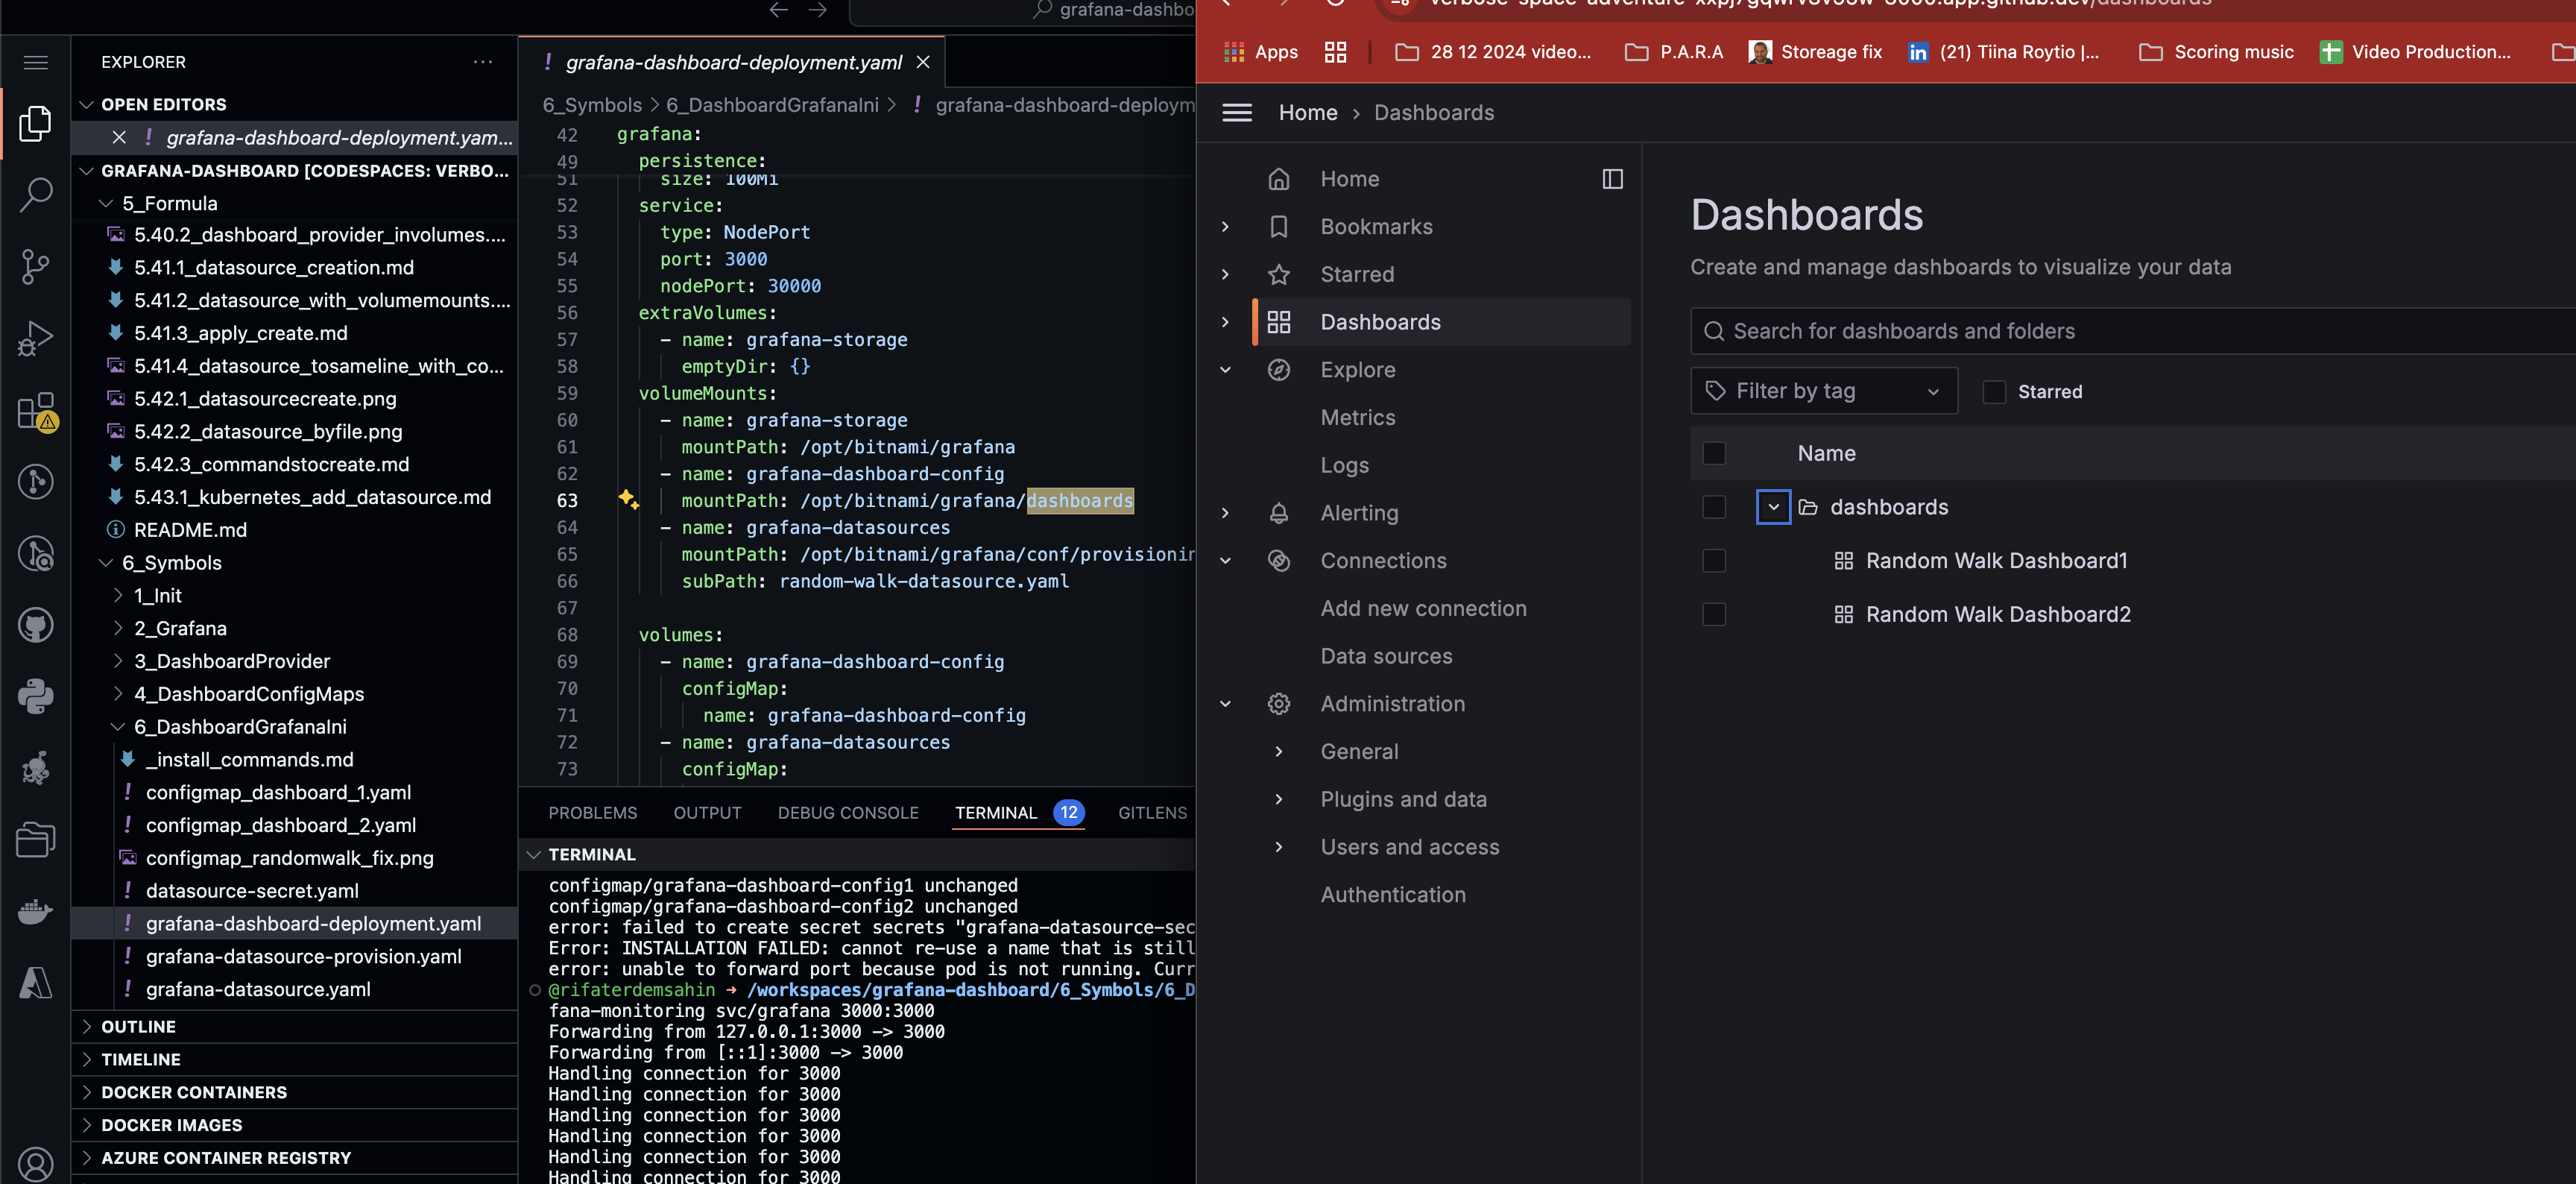 grafana-dashbo
EXPLORER
OPEN EDITORS
! grafana-dashboard-deployment.yam...
GRAFANA-DASHBOARD [CODESPACES: VERBO...
5_Formula
5.40.2_dashboard_provider_involumes....
5.41.1_datasource_creation.md
5.41.2_datasource_with_volumemounts....
5.41.3_apply_create.md
5.41.4_datasource_tosameline_with_co...
5.42.1_datasourcecreate.png
5.42.2_datasource_byfile.png
5.42.3_commandstocreate.md
5.43.1_kubernetes_add_datasource.md
README.md
6_Symbols
1_Init
2_Grafana
3_DashboardProvider
4_DashboardConfigMaps
6_DashboardGrafanaIni
_install_commands.md
! configmap_dashboard_1.yaml
! configmap_dashboard_2.yaml
configmap_randomwalk_fix.png
! datasource-secret.yaml
! grafana-dashboard-deployment.yaml
! grafana-datasource-provision.yaml
! grafana-datasource.yaml
OUTLINE
TIMELINE
DOCKER CONTAINERS
DOCKER IMAGES
AZURE CONTAINER REGISTRY
! grafana-dashboard-deployment.yaml
6_Symbols > 6_DashboardGrafanaIni > ! grafana-dashboard-deploym
42 grafana:
49 persistence:
51 size: 100Mi
52 service:
53 type: NodePort
54 port: 3000
55 nodePort: 30000
56 extraVolumes:
57 - name: grafana-storage
58 emptyDir: {}
59 volumeMounts:
60 - name: grafana-storage
61 mountPath: /opt/bitnami/grafana
62 - name: grafana-dashboard-config
63 mountPath: /opt/bitnami/grafana/dashboards
64 - name: grafana-datasources
65 mountPath: /opt/bitnami/grafana/conf/provisionin
66 subPath: random-walk-datasource.yaml
67
68 volumes:
69 - name: grafana-dashboard-config
70 configMap:
71 name: grafana-dashboard-config
72 - name: grafana-datasources
73 configMap:
PROBLEMS OUTPUT DEBUG CONSOLE TERMINAL 12 GITLENS
TERMINAL
configmap/grafana-dashboard-config1 unchanged
configmap/grafana-dashboard-config2 unchanged
error: failed to create secret secrets "grafana-datasource-sec
Error: INSTALLATION FAILED: cannot re-use a name that is still
error: unable to forward port because pod is not running. Curr
@rifaterdemsahin ➜ /workspaces/grafana-dashboard/6_Symbols/6_D
fana-monitoring svc/grafana 3000:3000
Forwarding from 127.0.0.1:3000 -> 3000
Forwarding from [::1]:3000 -> 3000
Handling connection for 3000
Handling connection for 3000
Handling connection for 3000
Handling connection for 3000
Handling connection for 3000
Handling connection for 3000
Apps
28 12 2024 video...
P.A.R.A
Storeage fix
(21) Tiina Roytio |...
Scoring music
Video Production...
Home > Dashboards
Home
Bookmarks
Starred
Dashboards
Explore
Metrics
Logs
Alerting
Connections
Add new connection
Data sources
Administration
General
Plugins and data
Users and access
Authentication
Dashboards
Create and manage dashboards to visualize your data
Search for dashboards and folders
Filter by tag
Starred
Name
dashboards
Random Walk Dashboard1
Random Walk Dashboard2